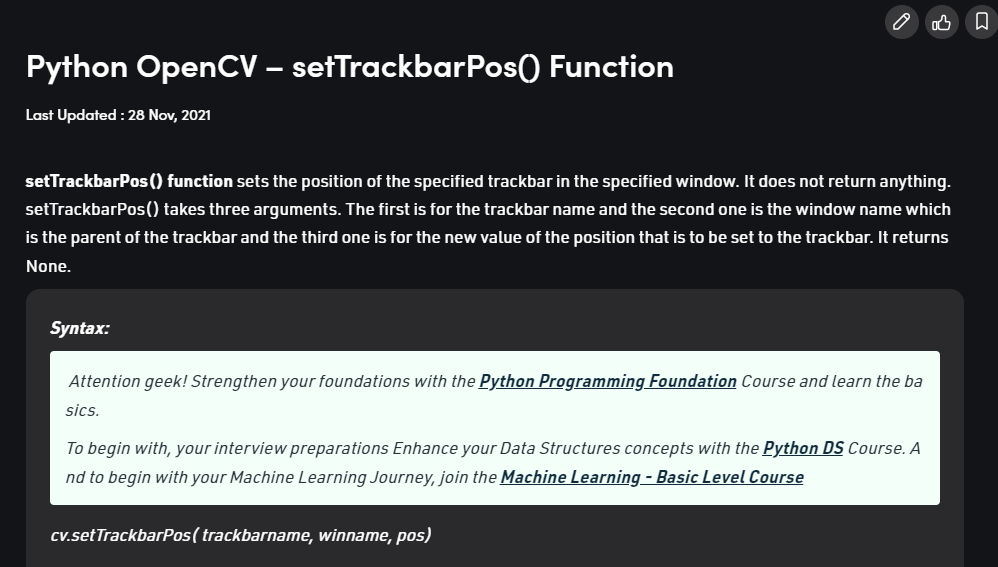 Python OpenCV – setTrackbarPos() Function
Last Updated : 28 Nov, 2021
setTrackbarPos() function sets the position of the specified trackbar in the specified window. It does not return anything.
setTrackbarPos() takes three arguments. The first is for the trackbar name and the second one is the window name which
is the parent of the trackbar and the third one is for the new value of the position that is to be set to the trackbar. It returns
None.
Syntax:
Attention geek! Strengthen your foundations with the Python Programming Foundation Course and learn the ba
sics.
To begin with, your interview preparations Enhance your Data Structures concepts with the Python DS Course. A
nd to begin with your Machine Learning Journey, join the Machine Learning - Basic Level Course
cv.setTrackbarPos( trackbarname, winname, pos)